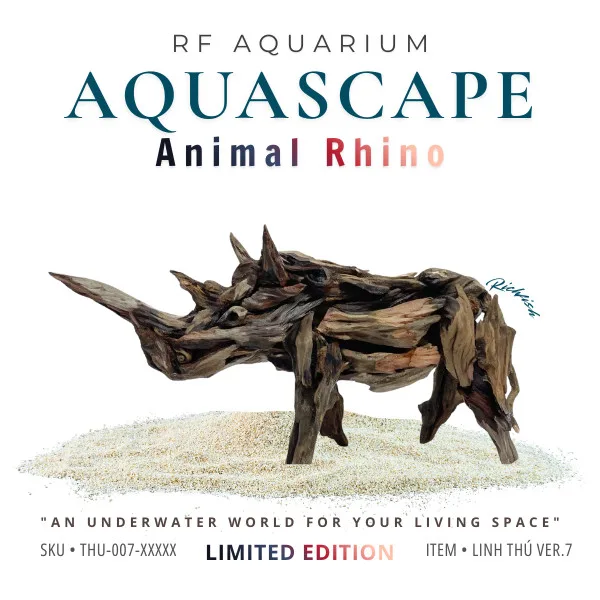 RF AQUARIUM
AQUASCAPE
Animal Rhino
Richfish
"AN UNDERWATER WORLD FOR YOUR LIVING SPACE"
SKU • THU-007-XXXXX
LIMITED EDITION
ITEM • LINH THÚ VER.7